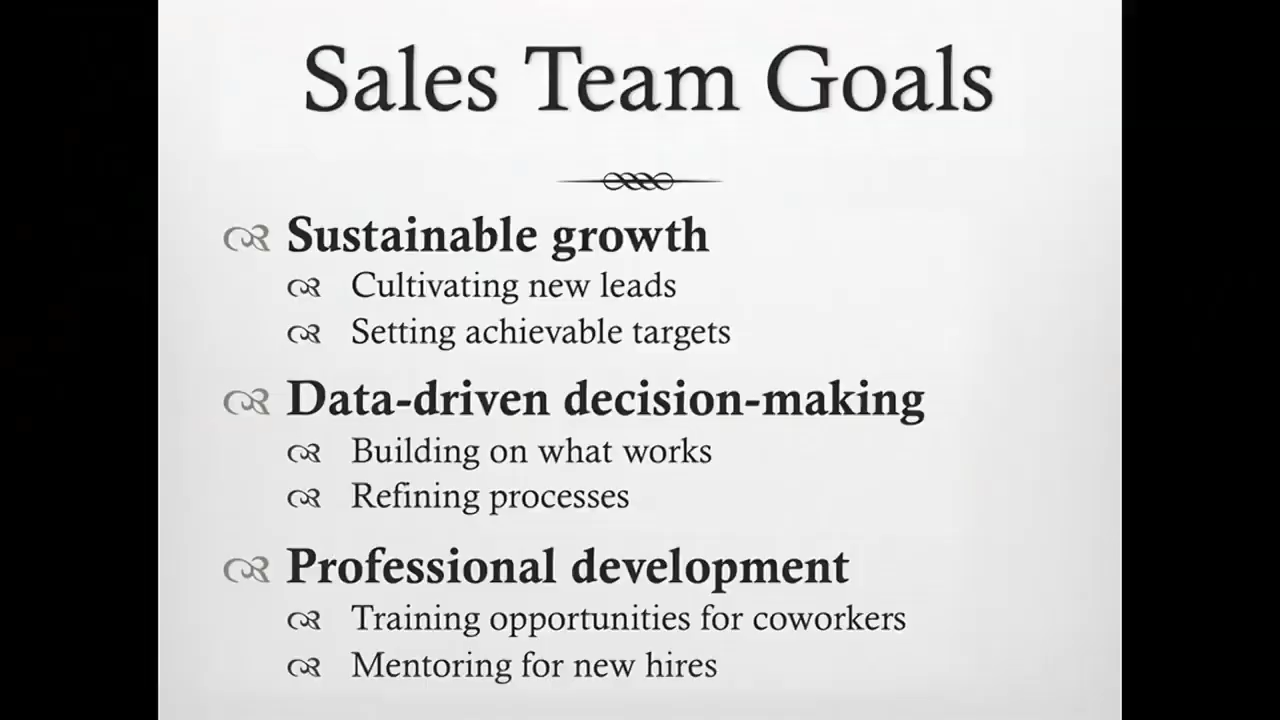 Sales Team Goals
Sustainable growth
Cultivating new leads
Setting achievable targets
Data-driven decision-making
Building on what works
Refining processes
Professional development
Training opportunities for coworkers
Mentoring for new hires